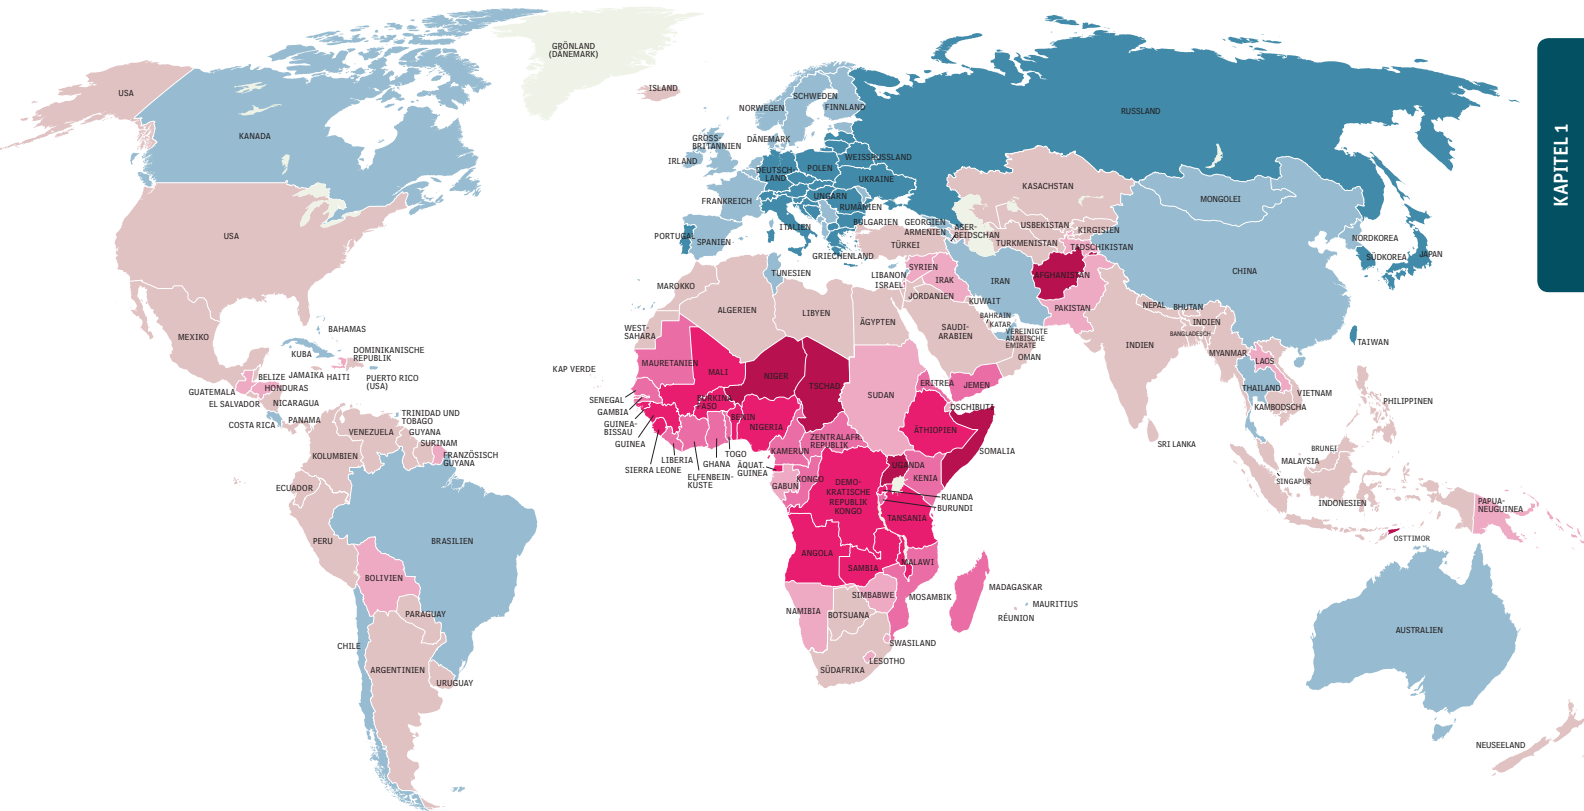 GRÖNLAND
(DÄNEMARK)
USA
KANADA
USA
MEXIKO
BAHAMAS
KUBA
DOMINIKANISCHE
REPUBLIK
BELIZE
JAMAIKA
HAITI
PUERTO RICO
(USA)
GUATEMALA
HONDURAS
EL SALVADOR
NICARAGUA
COSTA RICA
PANAMA
TRINIDAD UND
TOBAGO
VENEZUELA
GUYANA
SURINAM
FRANZÖSISCH
GUYANA
KOLUMBIEN
ECUADOR
PERU
BRASILIEN
BOLIVIEN
PARAGUAY
CHILE
ARGENTINIEN
URUGUAY
ISLAND
NORWEGEN
SCHWEDEN
FINNLAND
GROSS-
BRITANNIEN
DÄNEMARK
IRLAND
DEUTSCH-
LAND
POLEN
WEISSRUSSLAND
UKRAINE
FRANKREICH
UNGARN
RUMÄNIEN
BULGARIEN
PORTUGAL
SPANIEN
ITALIEN
GRIECHENLAND
GEORGIEN
ARMENIEN
ASER-
BEIDSCHAN
TÜRKEI
RUSSLAND
KASACHSTAN
USBEKISTAN
KIRGISIEN
TURKMENISTAN
TADSCHIKISTAN
MONGOLEI
NORDKOREA
SÜDKOREA
JAPAN
CHINA
TAIWAN
TUNESIEN
LIBANON
ISRAEL
SYRIEN
IRAK
IRAN
AFGHANISTAN
PAKISTAN
JORDANIEN
KUWAIT
BAHRAIN
KATAR
VEREINIGTE
ARABISCHE
EMIRATE
SAUDI-
ARABIEN
OMAN
JEMEN
NEPAL
BHUTAN
INDIEN
BANGLADESCH
INDIEN
MYANMAR
LAOS
THAILAND
VIETNAM
KAMBODSCHA
PHILIPPINEN
SRI LANKA
BRUNEI
MALAYSIA
SINGAPUR
INDONESIEN
PAPUA-
NEUGUINEA
OSTTIMOR
AUSTRALIEN
NEUSEELAND
MAROKKO
ALGERIEN
LIBYEN
ÄGYPTEN
WEST-
SAHARA
MAURETANIEN
MALI
NIGER
TSCHAD
SUDAN
ERITREA
DSCHIBUTI
KAP VERDE
SENEGAL
GAMBIA
GUINEA-
BISSAU
GUINEA
SIERRA LEONE
LIBERIA
ELFENBEIN-
KÜSTE
GHANA
TOGO
BURKINA
FASO
BENIN
NIGERIA
ÄQUAT.
GUINEA
KAMERUN
ZENTRALAFR.
REPUBLIK
ÄTHIOPIEN
SOMALIA
GABUN
KONGO
DEMO-
KRATISCHE
REPUBLIK
KONGO
UGANDA
KENIA
RUANDA
BURUNDI
TANSANIA
ANGOLA
SAMBIA
MALAWI
MOSAMBIK
SIMBABWE
NAMIBIA
BOTSUANA
SWASILAND
LESOTHO
SÜDAFRIKA
MADAGASKAR
MAURITIUS
RÉUNION
KAPITEL 1